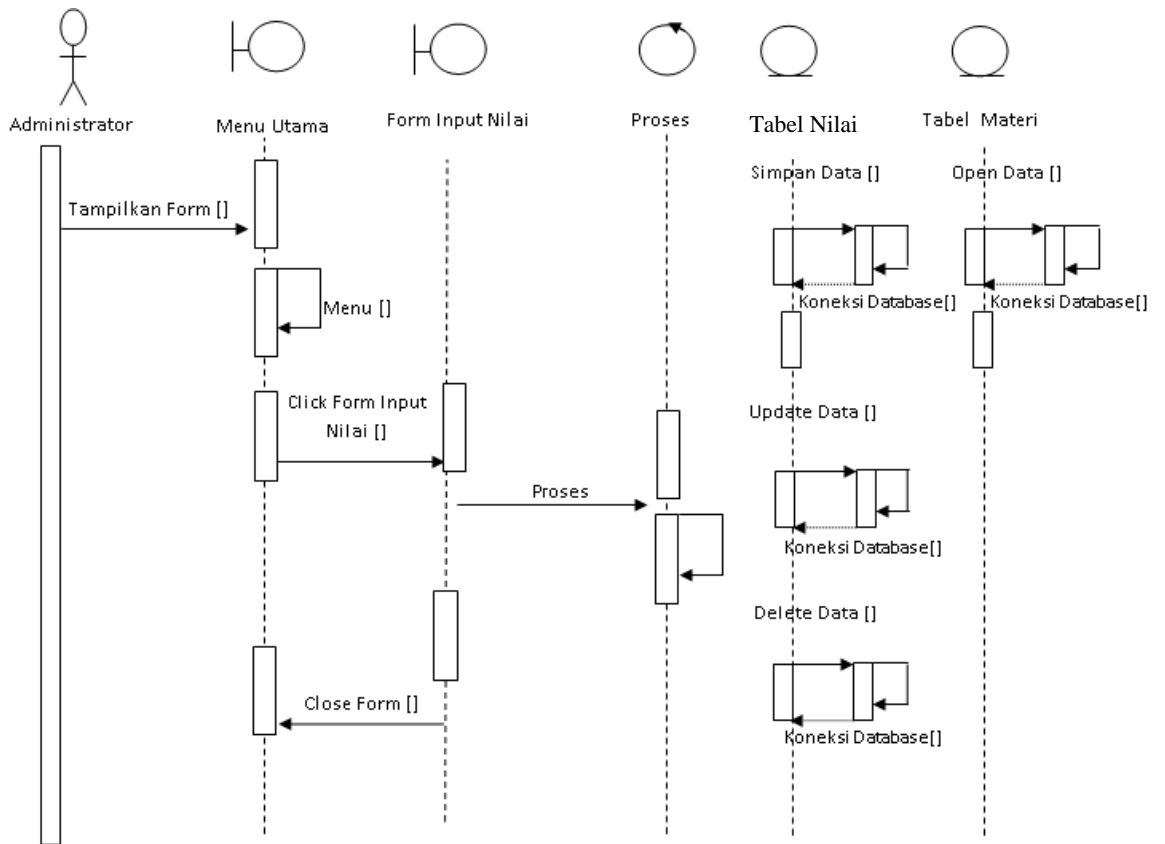 Administrator
Menu Utama
Form Input Nilai
Proses
Tabel Nilai
Tabel Materi
Simpan Data []
Open Data []
Tampilkan Form []
Koneksi Database[]
Koneksi Database[]
Menu []
Click Form Input
Nilai []
Update Data []
Proses
Koneksi Database[]
Delete Data []
Close Form []
Koneksi Database[]